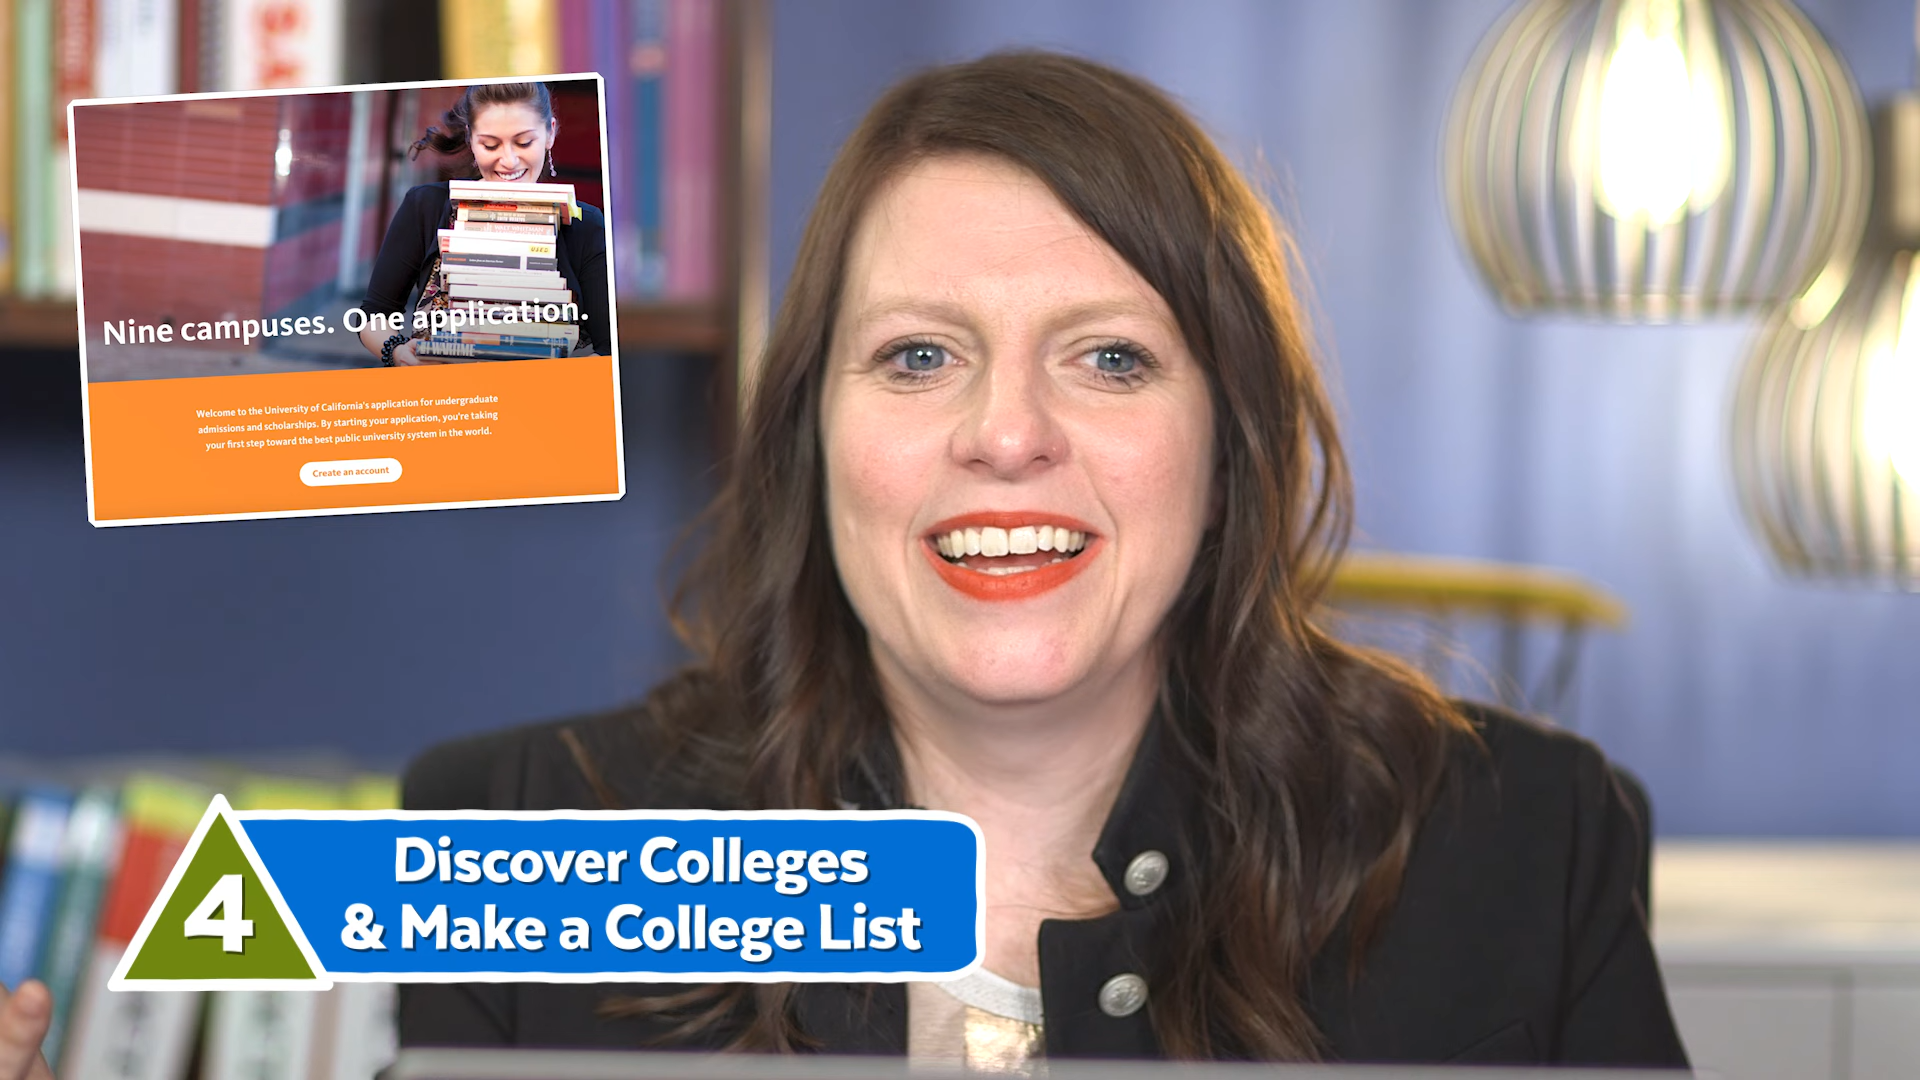 Nine campuses. One application.
Welcome to the University of California's application for undergraduate
admissions and scholarships. By starting your application, you're taking
your first step toward the best public university system in the world.
Create an account
4
Discover Colleges
& Make a College List